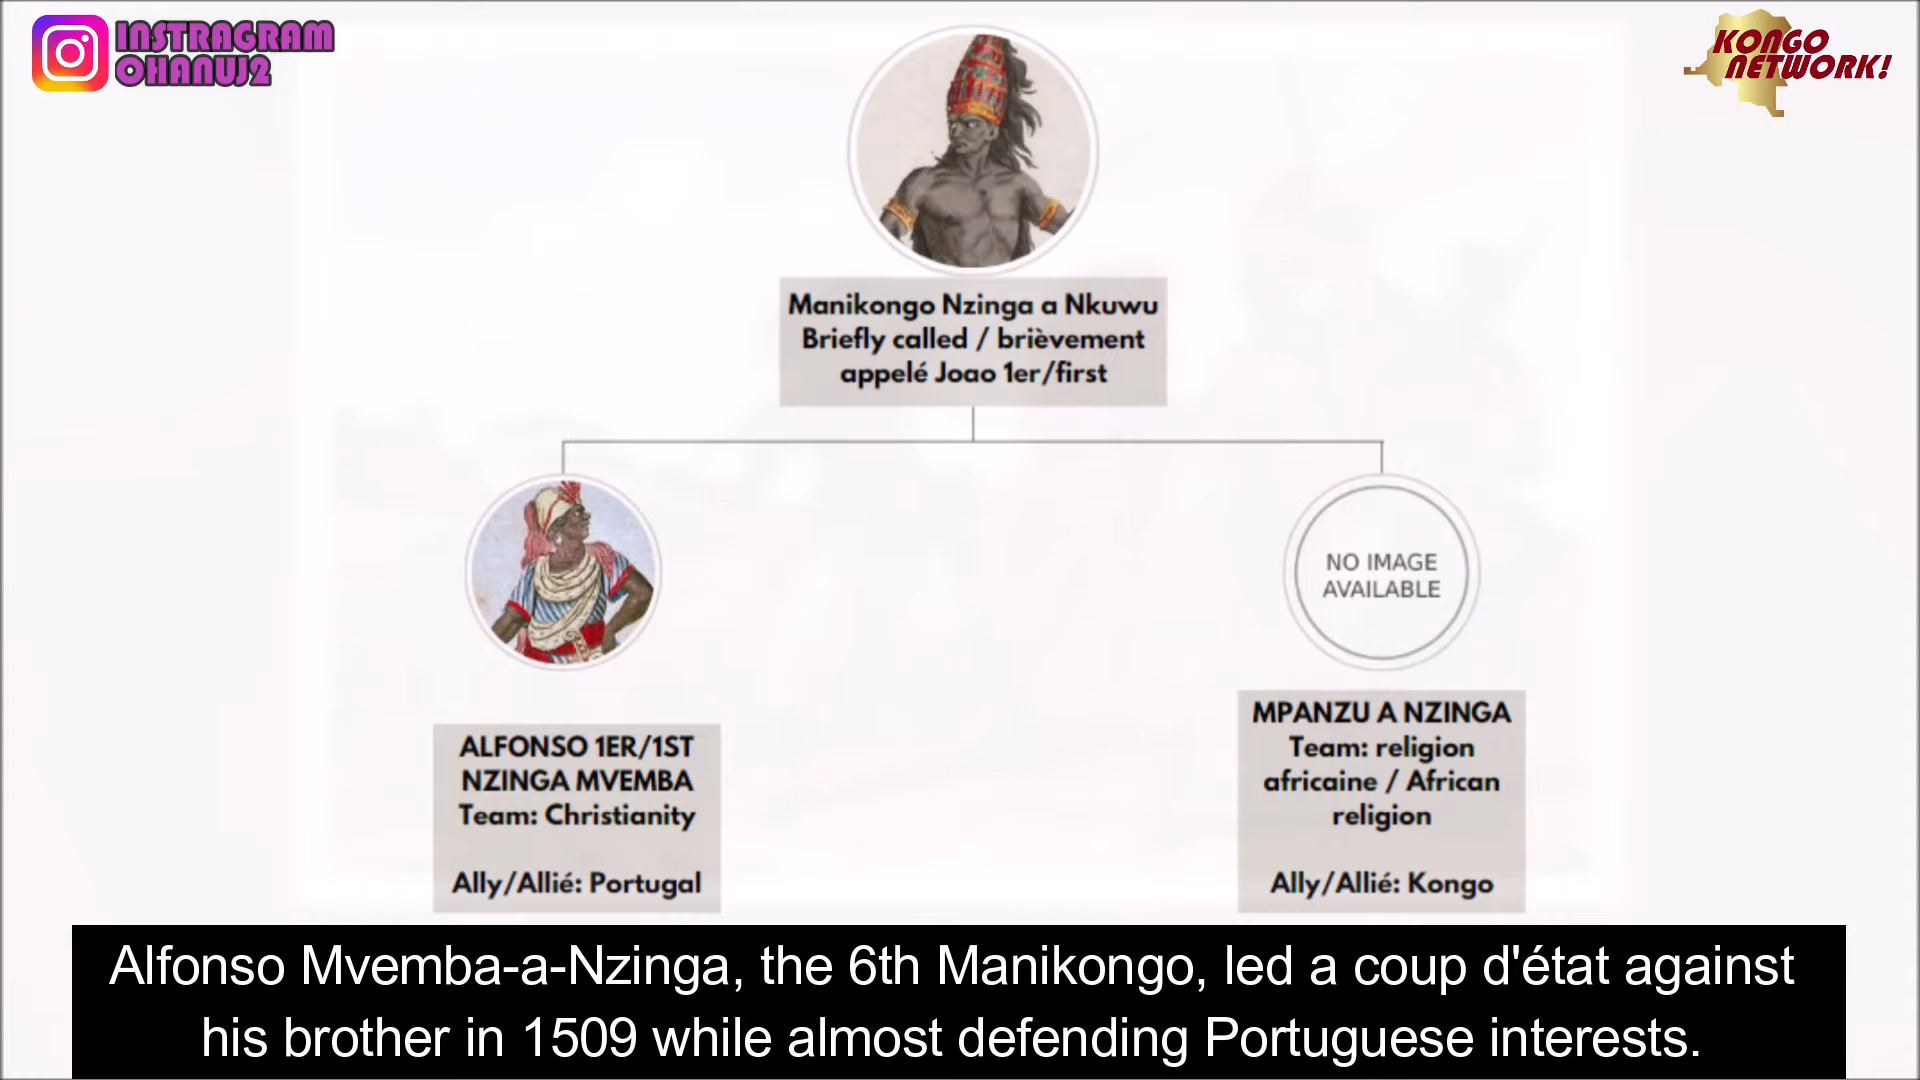 INSTRAGRAM
OHANUJ2
KONGO
NETWORK!
Manikongo Nzinga a Nkuwu
Briefly called / brièvement
appelé Joao 1er/first
NO IMAGE
AVAILABLE
ALFONSO 1ER/1ST
NZINGA MVEMBA
Team: Christianity
Ally/Allié: Portugal
MPANZU A NZINGA
Team: religion
africaine / African
religion
Ally/Allié: Kongo
Alfonso Mvemba-a-Nzinga, the 6th Manikongo, led a coup d'état against
his brother in 1509 while almost defending Portuguese interests.